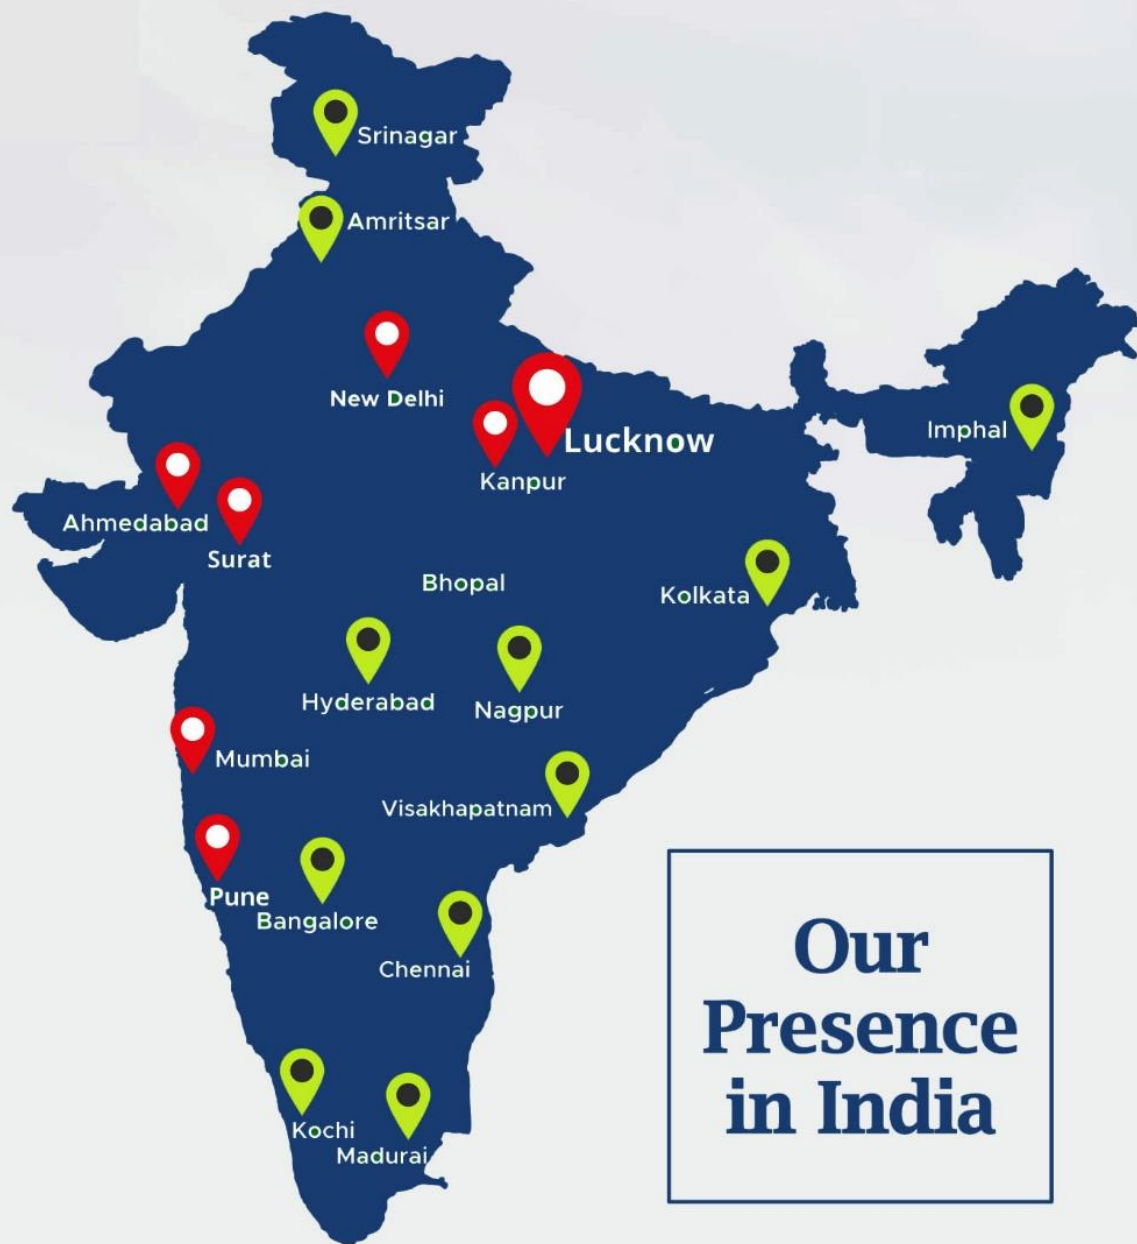 Srinagar
Amritsar
New Delhi
Lucknow
Kanpur
Imphal
Ahmedabad
Surat
Bhopal
Kolkata
Hyderabad
Nagpur
Mumbai
Visakhapatnam
Pune
Bangalore
Chennai
Kochi
Madurai
Our
Presence
in India